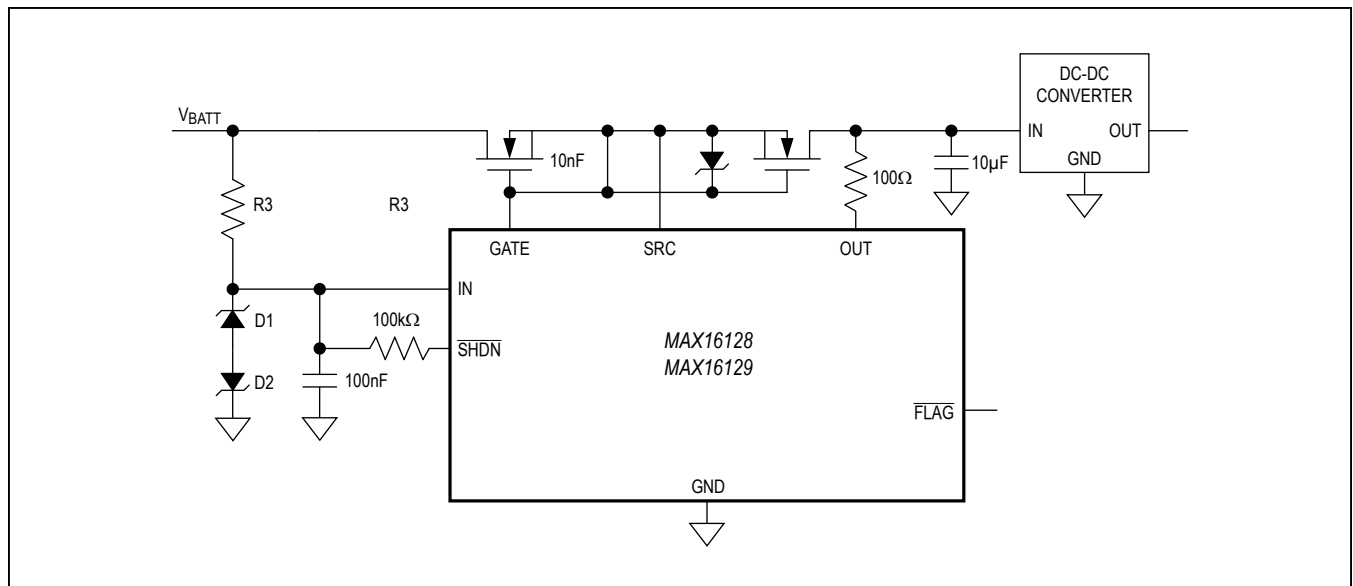 DC-DC
CONVERTER
IN
OUT
GND
VBATT
10nF
100Ω
10µF
R3
R3
GATE
SRC
OUT
IN
D1
100kΩ
SHDN
MAX16128
MAX16129
D2
100nF
FLAG
GND